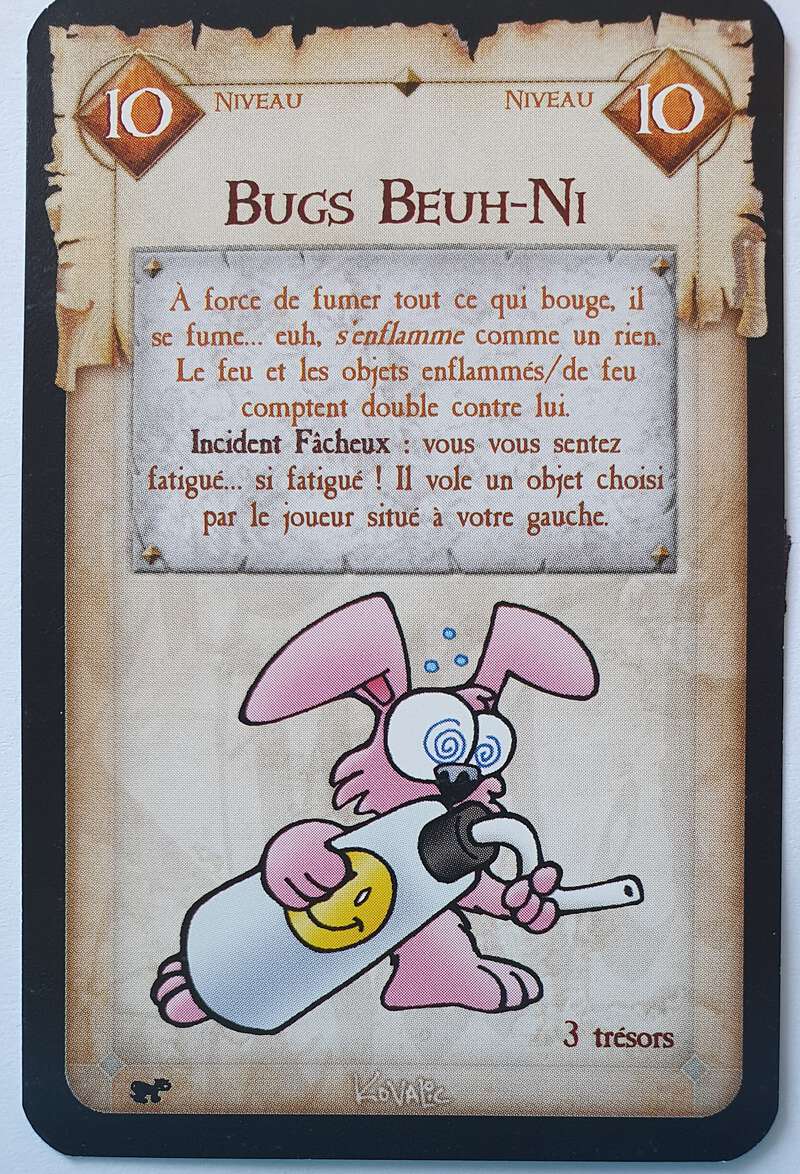 10 Niveau Niveau 10
Bugs Beuh-Ni
À force de fumer tout ce qui bouge, il
se fume... euh, s'enflamme comme un rien.
Le feu et les objets enflammés/de feu
comptent double contre lui.
Incident Fâcheux : vous vous sentez
fatigué... si fatigué ! Il vole un objet choisi
par le joueur situé à votre gauche.
3 trésors
Kovalic